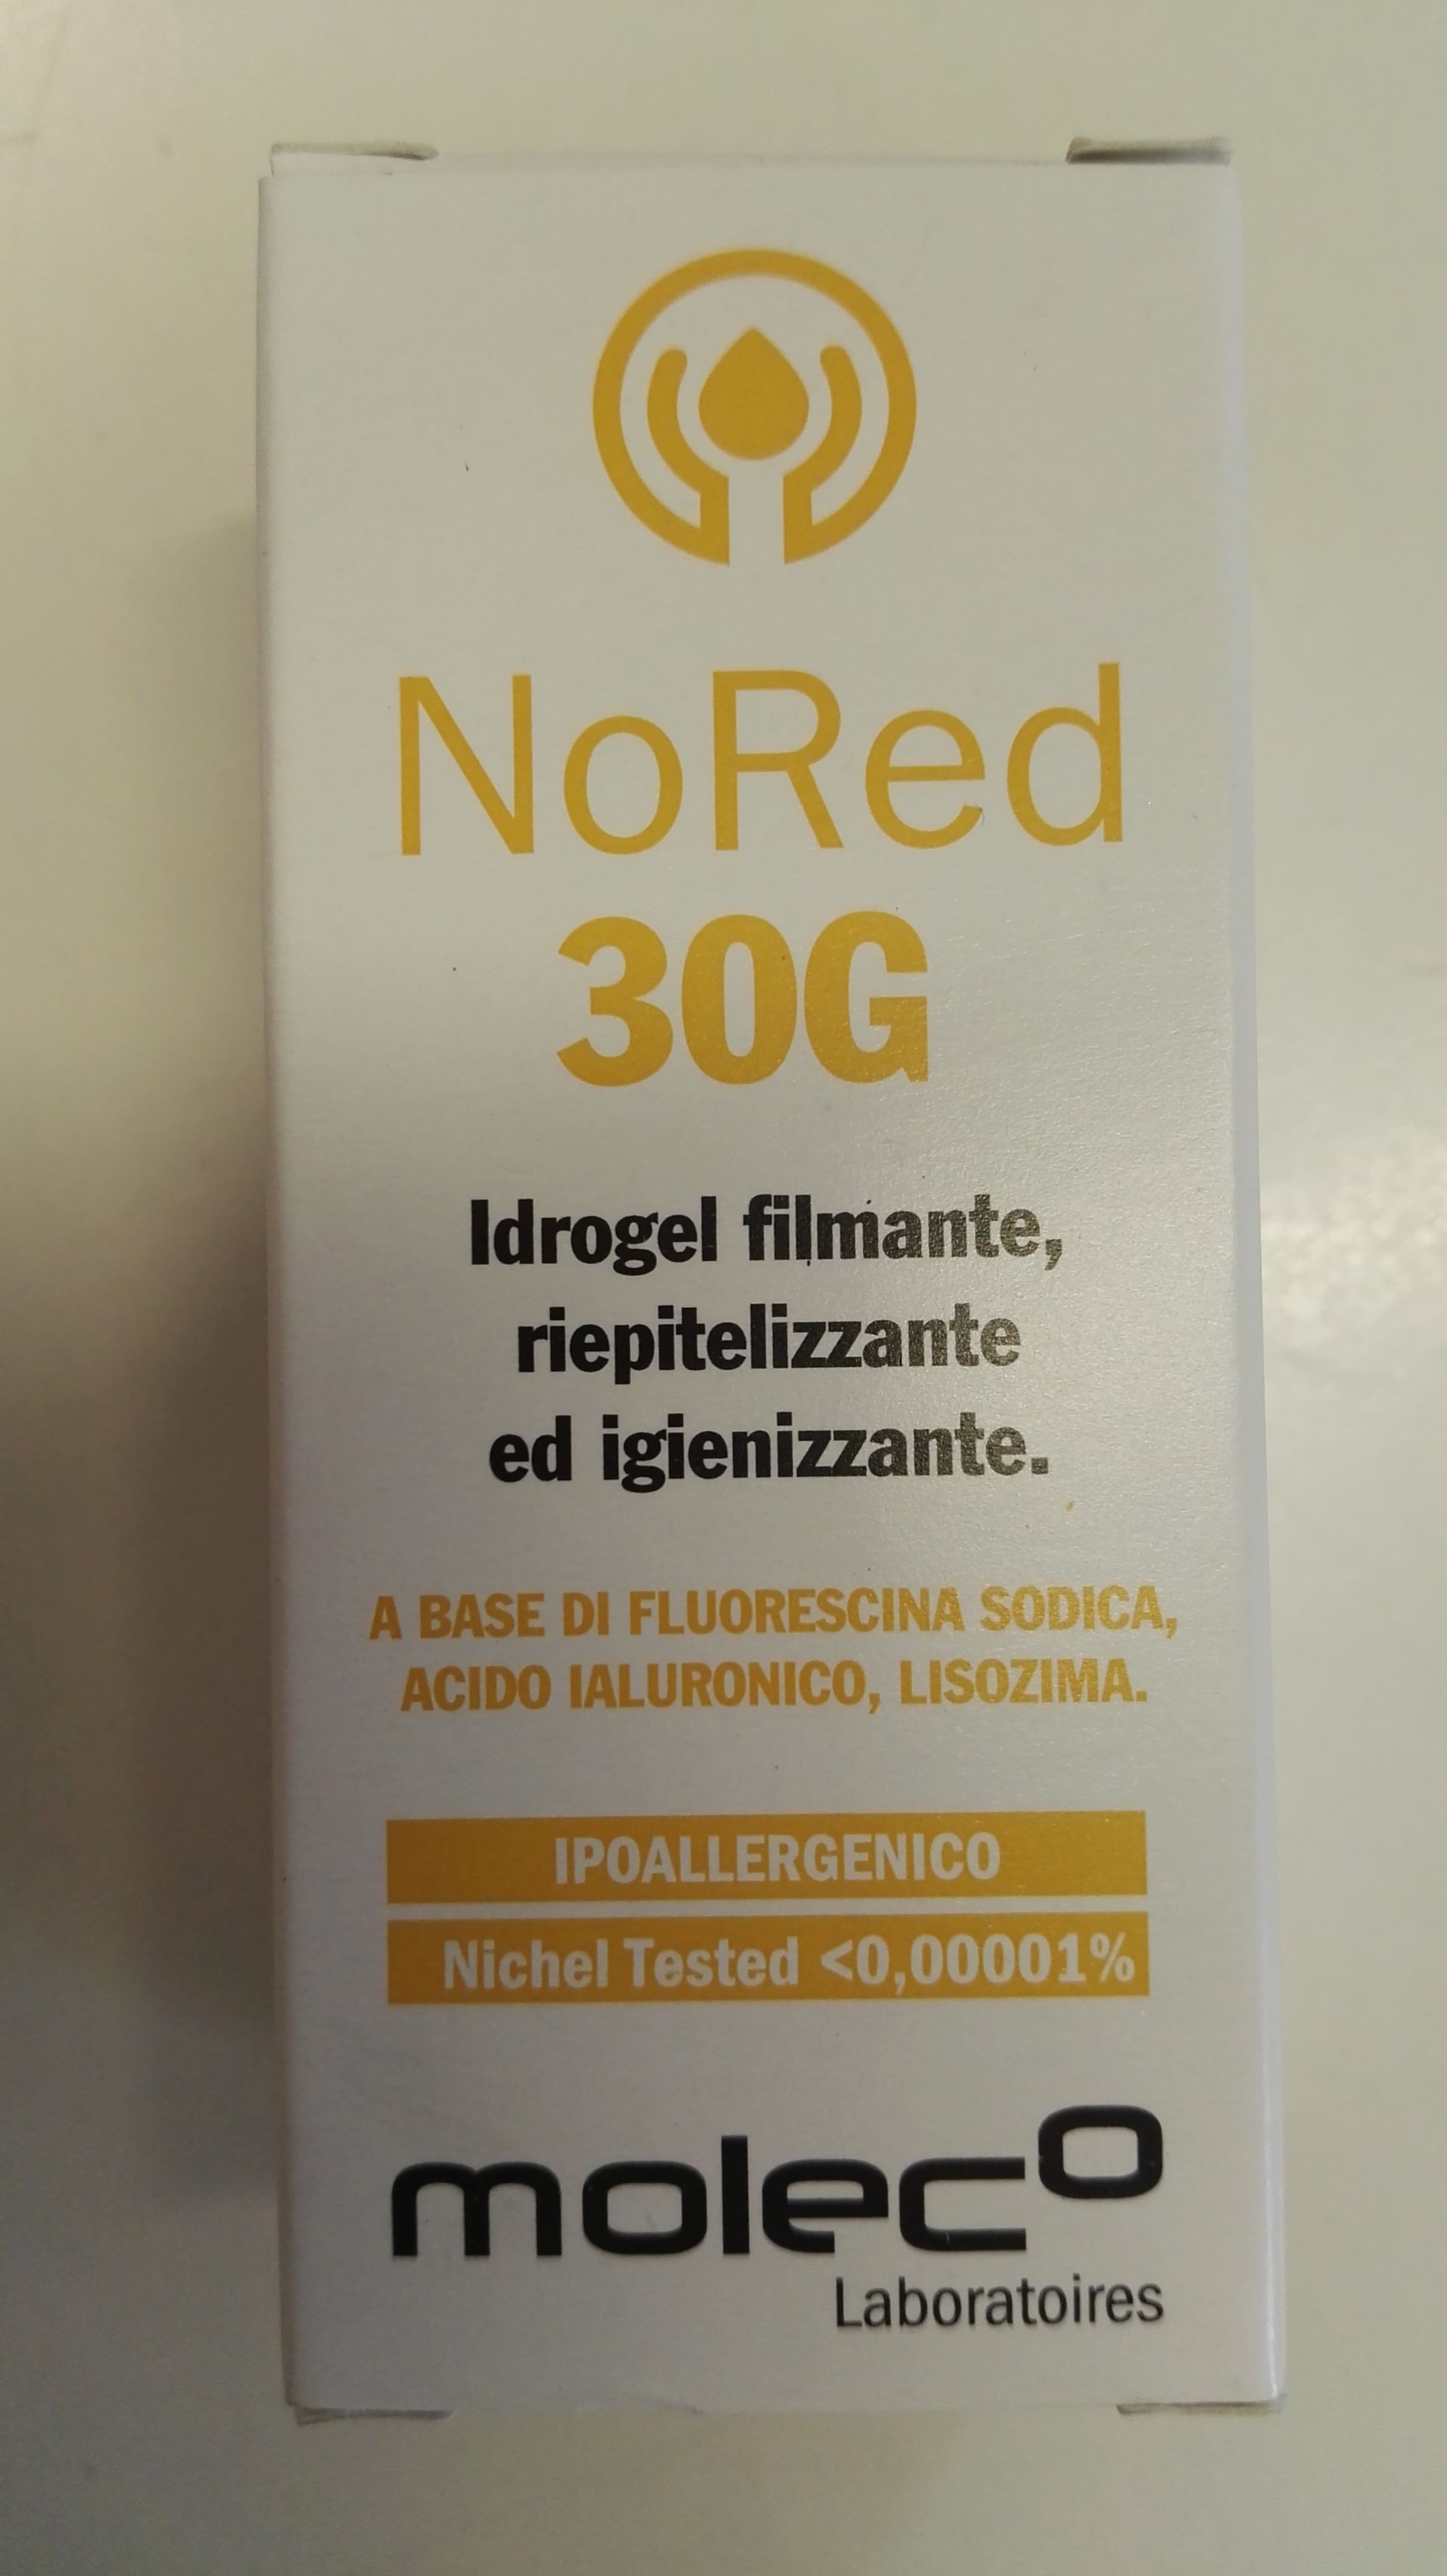 NoRed
30G
Idrogel filmante,
riepitelizzante
ed igienizzante.
A BASE DI FLUORESCINA SODICA,
ACIDO IALURONICO, LISOZIMA.
IPOALLERGENICO
Nichel Tested <0,00001%
moleco
Laboratoires